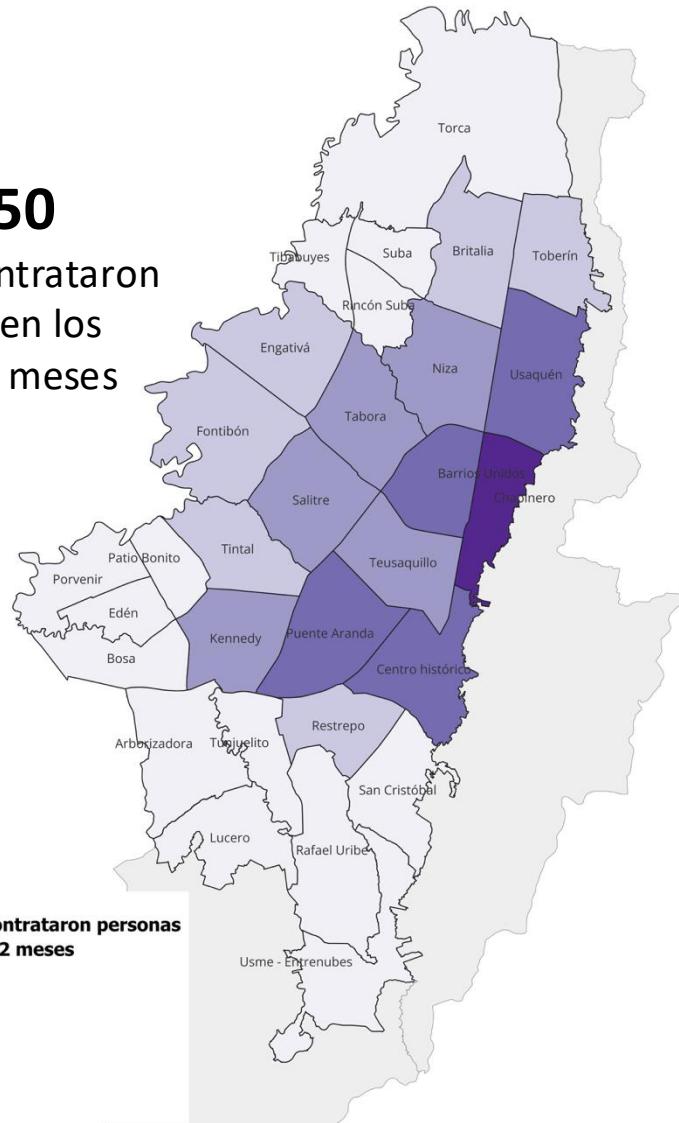 50
ntrataron
en los
meses
Torca
Tibabuyes
Suba
Britalia
Toberín
Rincón Suba
Engativá
Niza
Usaquén
Tabora
Fontibón
Barrios Unidos
Chapinero
Salitre
Tintal
Teusaquillo
Patio Bonito
Porvenir
Edén
Kennedy
Puente Aranda
Bosa
Centro histórico
Restrepo
Arborizadora
Tunjuelito
San Cristóbal
Lucero
Rafael Uribe
ontrataron personas
2 meses
Usme - Entrenubes